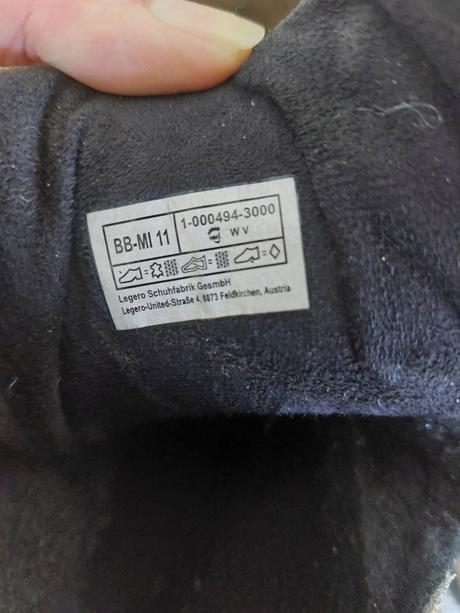 BB-MI 11
1-000494-3000
W V
Legero Schuhfabrik GesmbH
Legero-United-Straße 4, 8073 Feldkirchen, Austria